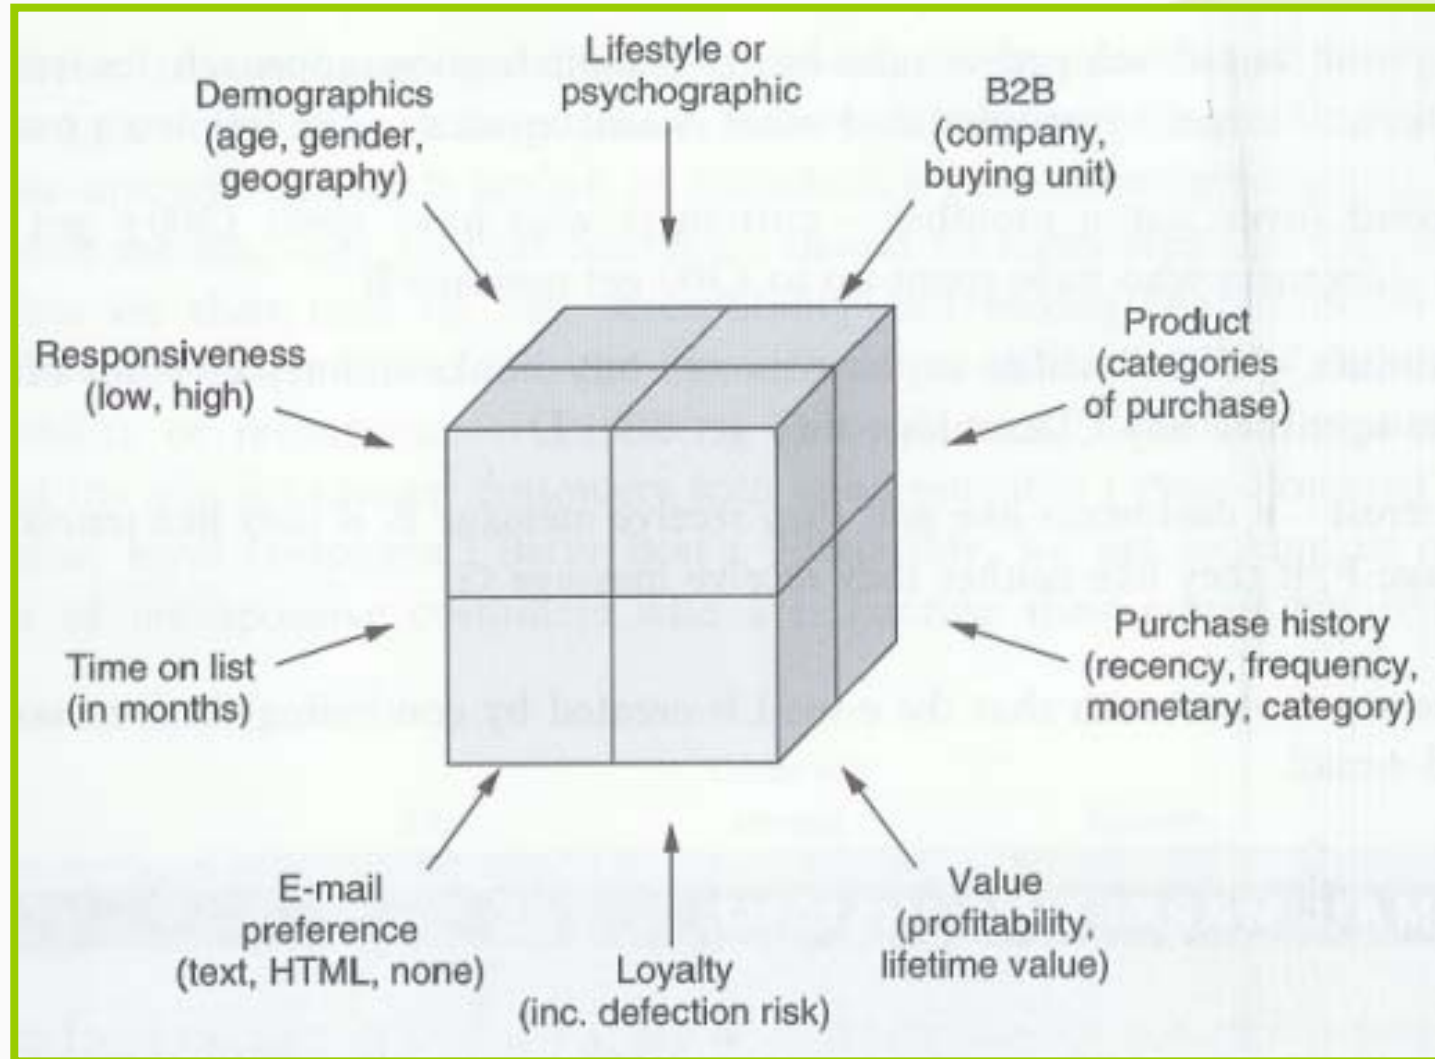 Lifestyle or
psychographic
Demographics
(age, gender,
geography)
B2B
(company,
buying unit)
Responsiveness
(low, high)
Product
(categories
of purchase)
Time on list
(in months)
Purchase history
(recency, frequency,
monetary, category)
E-mail
preference
(text, HTML, none)
Loyalty
(inc. defection risk)
Value
(profitability,
lifetime value)